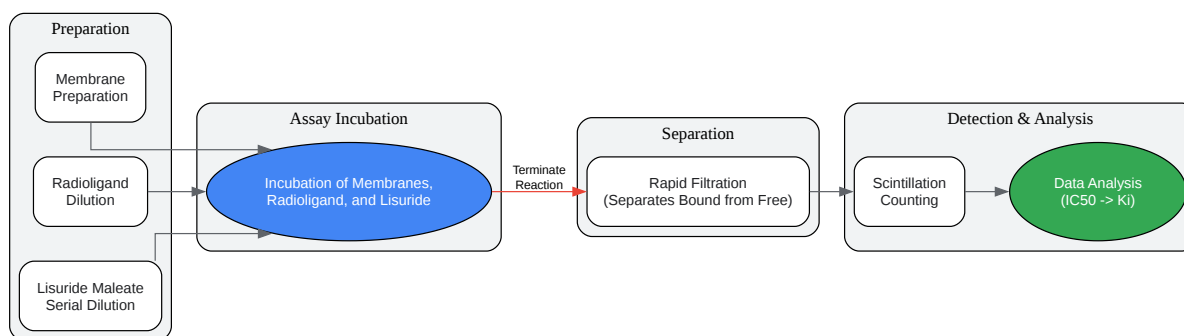 Preparation
Membrane
Preparation
Radioligand
Dilution
Lisuride Maleate
Serial Dilution
Assay Incubation
Incubation of Membranes,
Radioligand, and Lisuride
Terminate
Reaction
Separation
Rapid Filtration
(Separates Bound from Free)
Detection & Analysis
Scintillation
Counting
Data Analysis
(IC50 -> Ki)